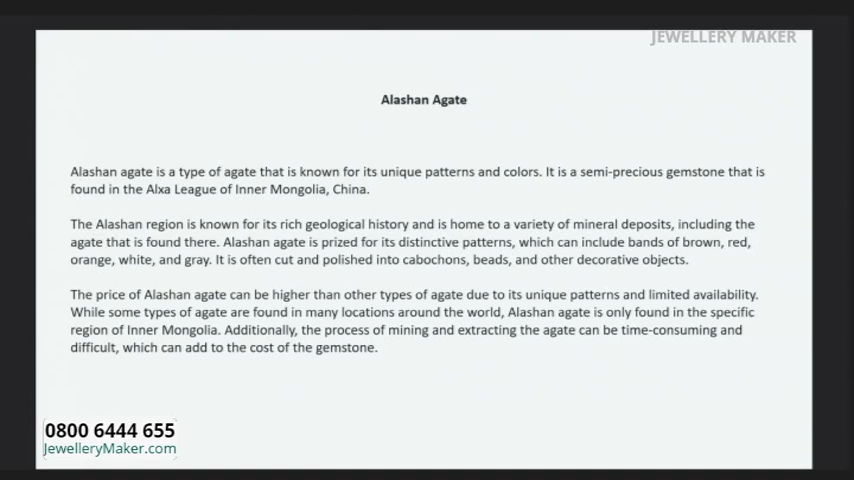 JEWELLERY MAKER
Alashan Agate
Alashan agate is a type of agate that is known for its unique patterns and colors. It is a semi-precious gemstone that is
found in the Alxa League of Inner Mongolia, China.
The Alashan region is known for its rich geological history and is home to a variety of mineral deposits, including the
agate that is found there. Alashan agate is prized for its distinctive patterns, which can include bands of brown, red,
orange, white, and gray. It is often cut and polished into cabochons, beads, and other decorative objects.
The price of Alashan agate can be higher than other types of agate due to its unique patterns and limited availability.
While some types of agate are found in many locations around the world, Alashan agate is only found in the specific
region of Inner Mongolia. Additionally, the process of mining and extracting the agate can be time-consuming and
difficult, which can add to the cost of the gemstone.
0800 6444 655
JewelleryMaker.com